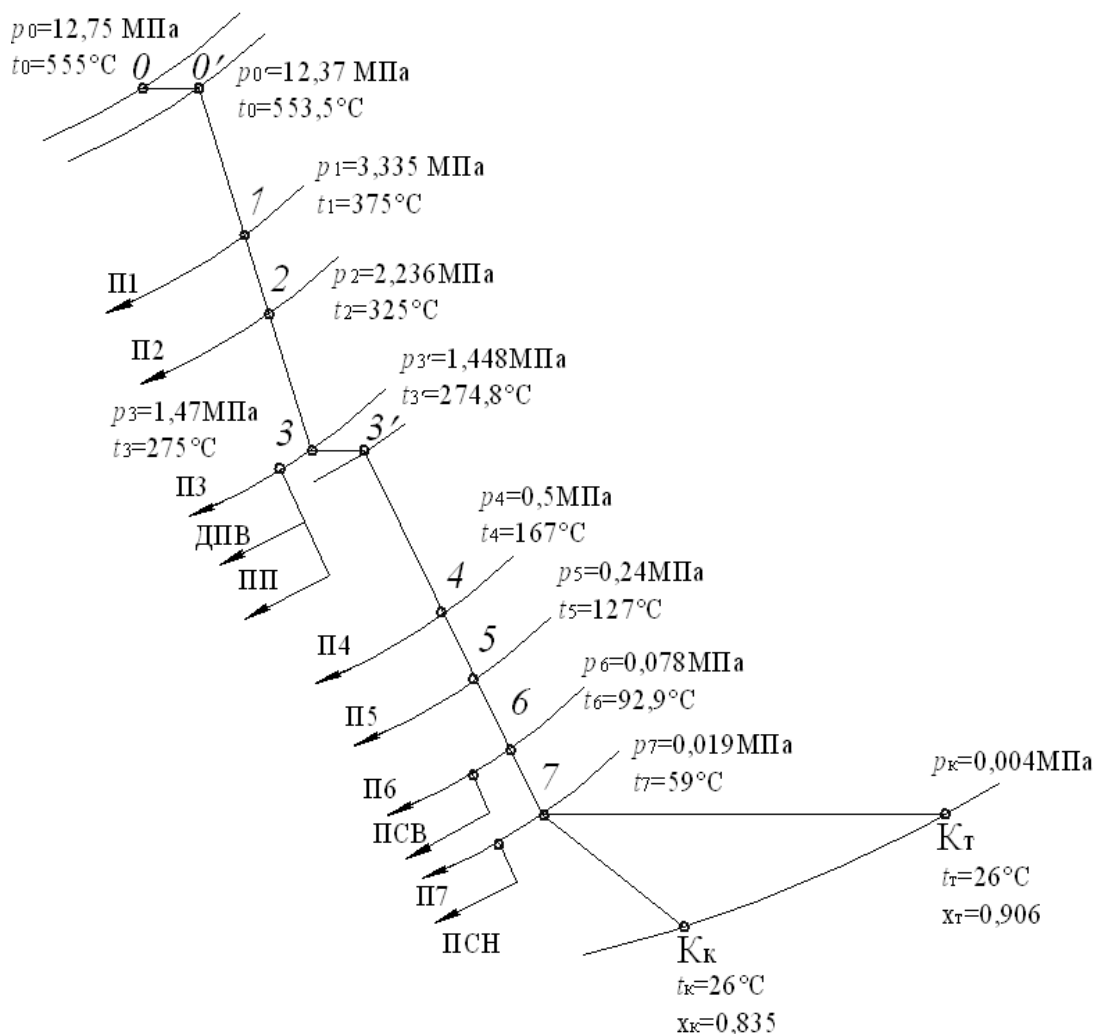 p0=12,75 МПа
t0=555°C
0
0′
p0′=12,37 МПа
t0=553,5°C
1
p1=3,335 МПа
t1=375°C
П1
2
p2=2,236МПа
t2=325°C
П2
p3′=1,448МПа
t3′=274,8°C
p3=1,47МПа
t3=275°C
3
3′
П3
ДПВ
ПП
p4=0,5МПа
t4=167°C
4
П4
p5=0,24МПа
t5=127°C
5
П5
p6=0,078МПа
t6=92,9°C
6
П6
ПСВ
p7=0,019МПа
t7=59°C
7
П7
ПСН
pк=0,004МПа
Kт
tт=26°C
xт=0,906
Kк
tк=26°C
xк=0,835